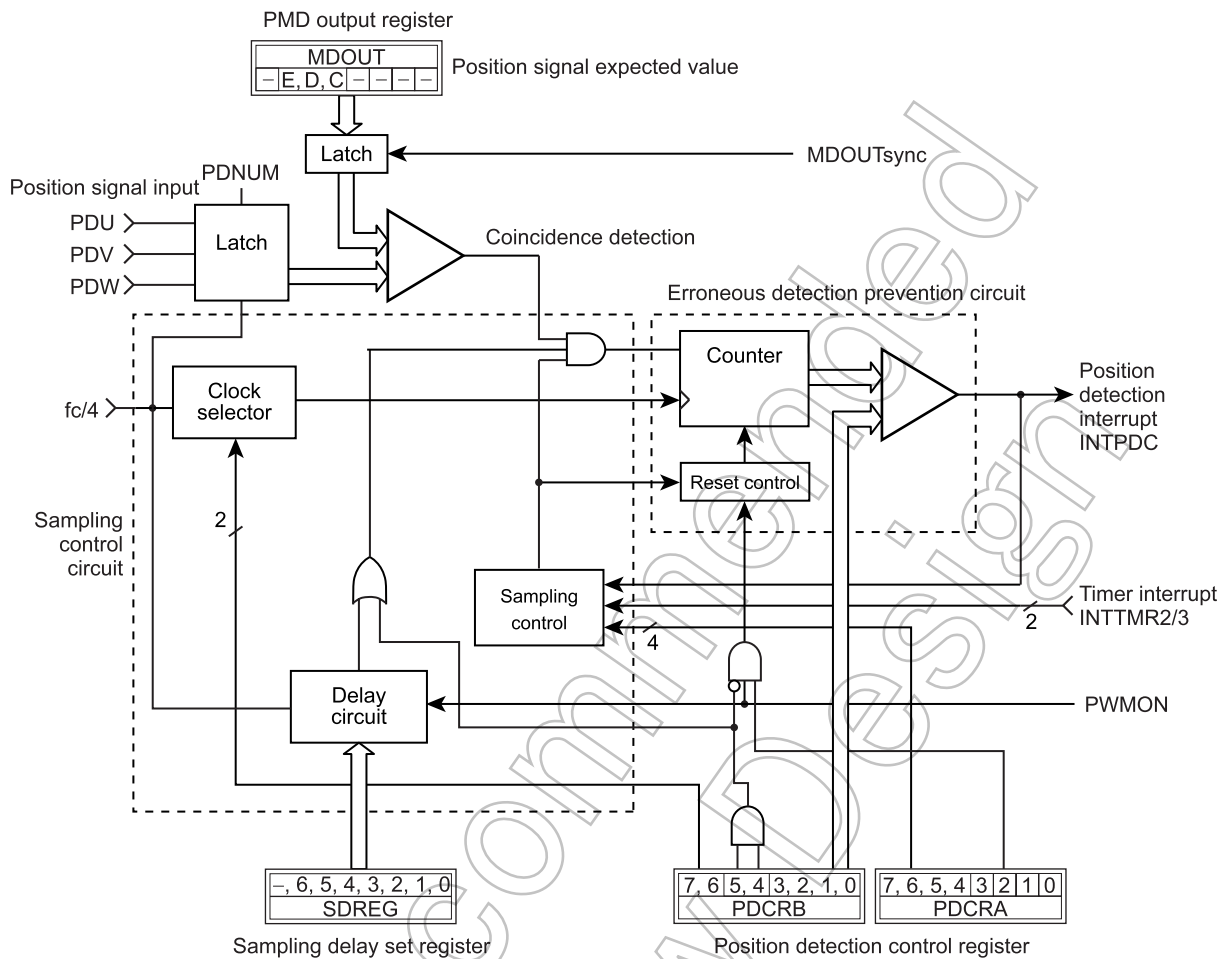 PMD output register
MDOUT
– E, D, C – – – –
Position signal expected value
Latch
MDOUTsync
PDNUM
Position signal input
PDU
PDV
PDW
Latch
Coincidence detection
Erroneous detection prevention circuit
Counter
Clock
selector
fc/4
Position
detection
interrupt
INTPDC
Reset control
2
Sampling
control
circuit
Sampling
control
Timer interrupt
INTTMR2/3
2
4
Delay
circuit
PWMON
–, 6, 5, 4, 3, 2, 1, 0
SDREG
7, 6 5, 4 3, 2, 1, 0
PDCRB
7, 6, 5, 4 3 2 1 0
PDCRA
Sampling delay set register
Position detection control register
commended
w Design